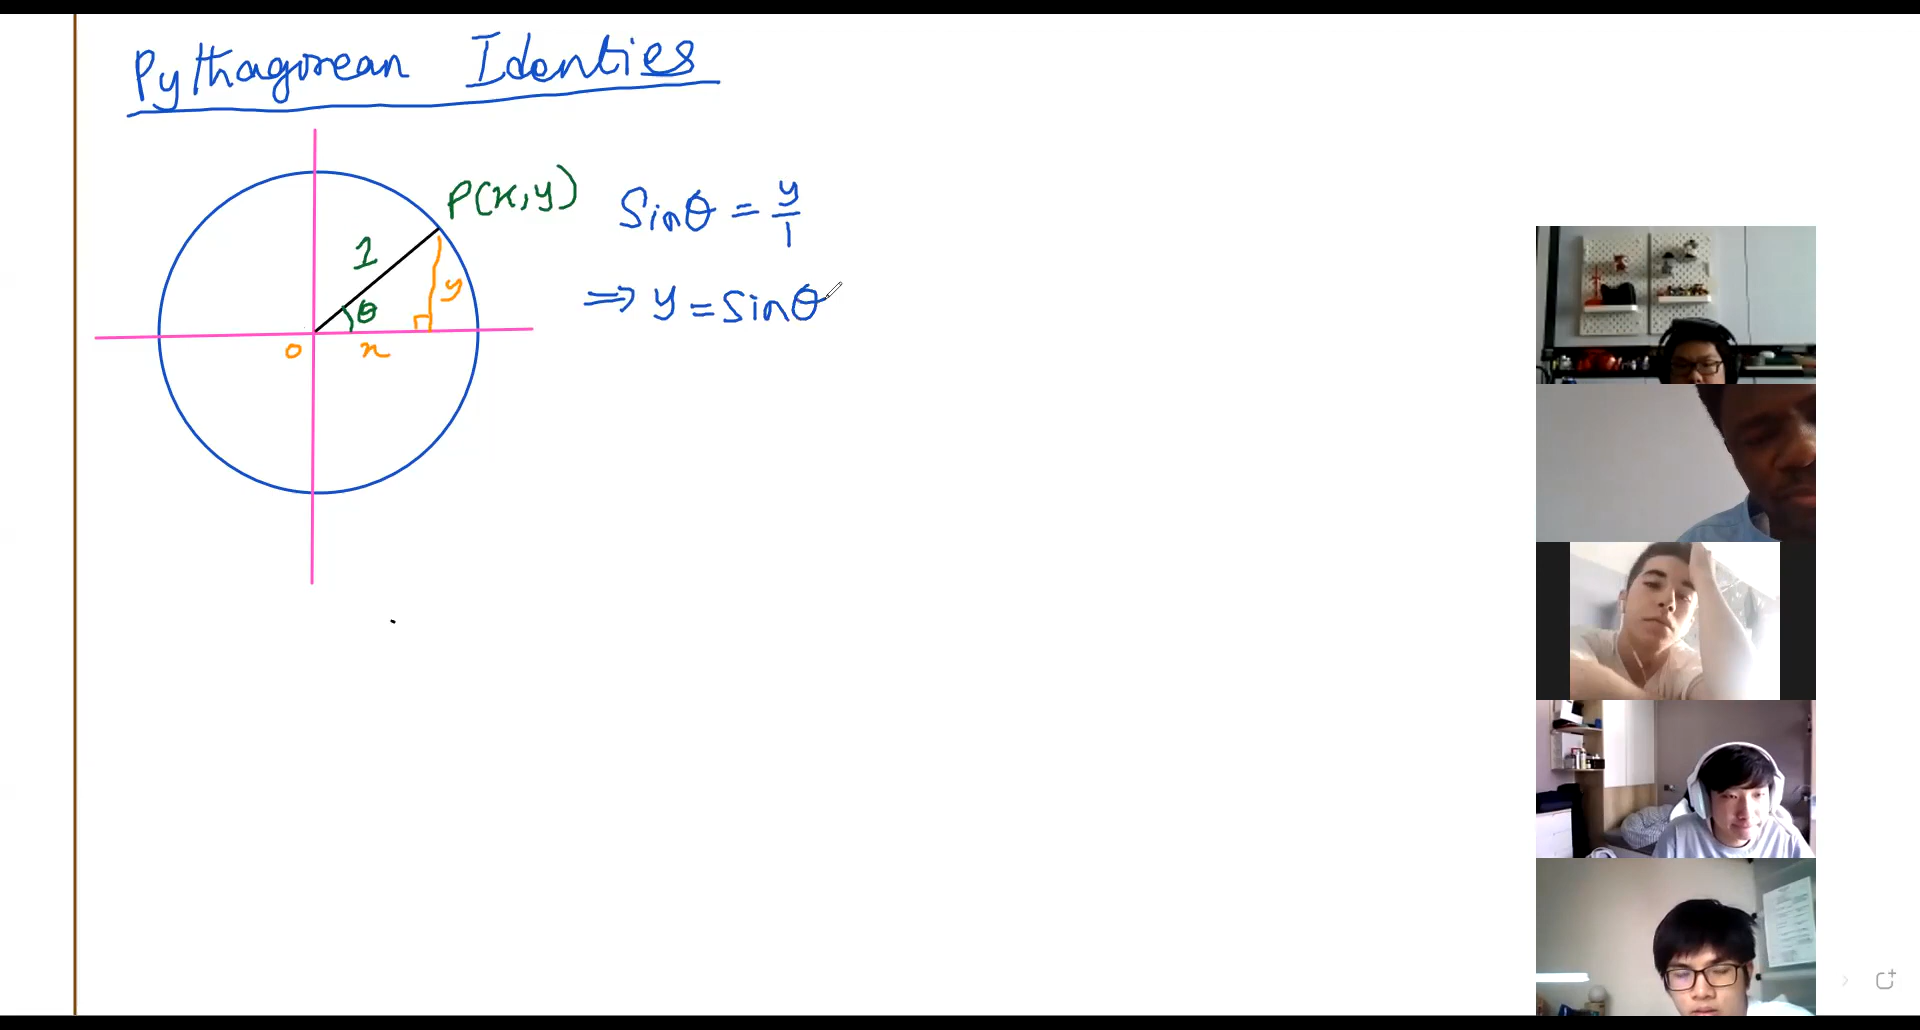 Pythagorean Identies
P(x,y)
1
θ
y
o
x
Sinθ = y/1
⇒ y = Sinθ